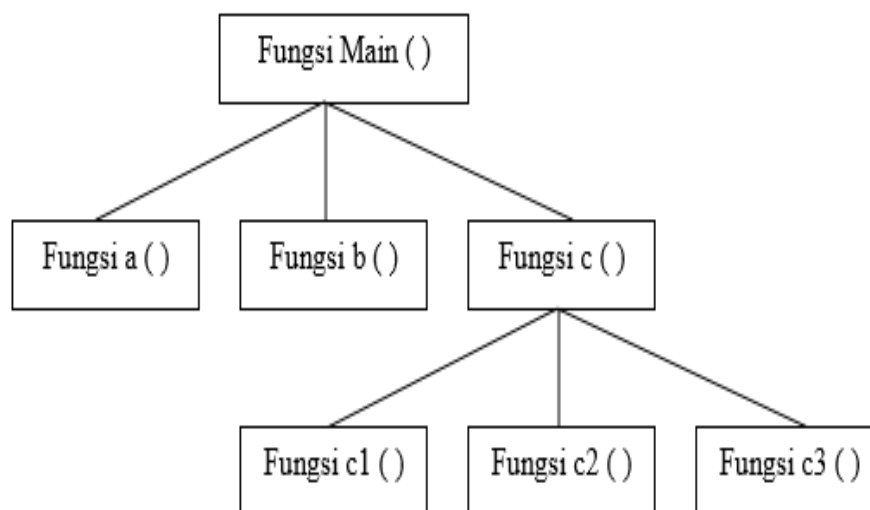 Fungsi Main ( )
Fungsi a ( )
Fungsi b ( )
Fungsi c ( )
Fungsi c1 ( )
Fungsi c2 ( )
Fungsi c3 ( )